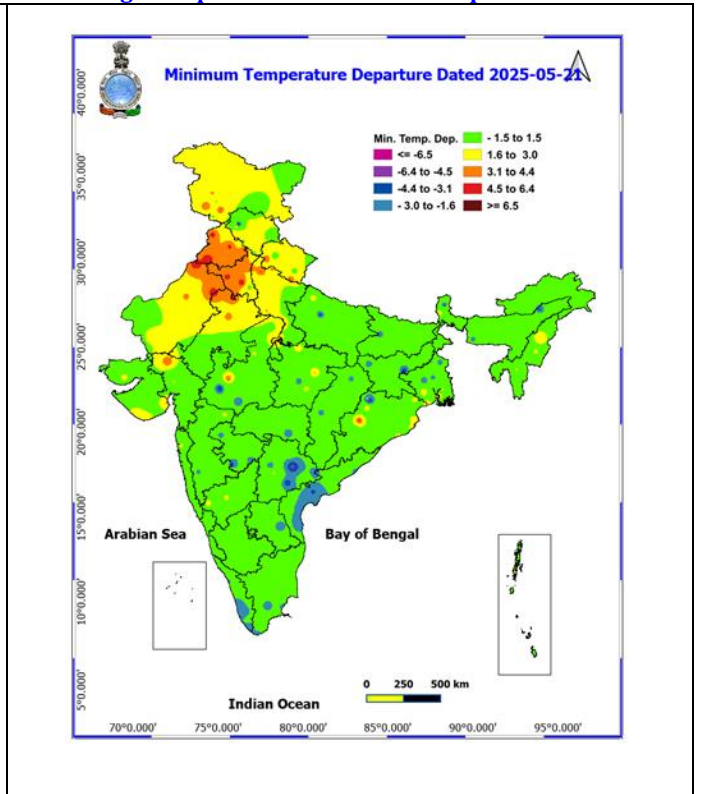 Minimum Temperature Departure Dated 2025-05-21
Min. Temp. Dep.
<= -6.5
-6.4 to -4.5
-4.4 to -3.1
- 3.0 to -1.6
- 1.5 to 1.5
1.6 to 3.0
3.1 to 4.4
4.5 to 6.4
>= 6.5
40°0.000'
35°0.000'
30°0.000'
25°0.000'
20°0.000'
15°0.000'
10°0.000'
5°0.000'
Arabian Sea
Bay of Bengal
0 250 500 km
Indian Ocean
70°0.000' 75°0.000' 80°0.000' 85°0.000' 90°0.000' 95°0.000'